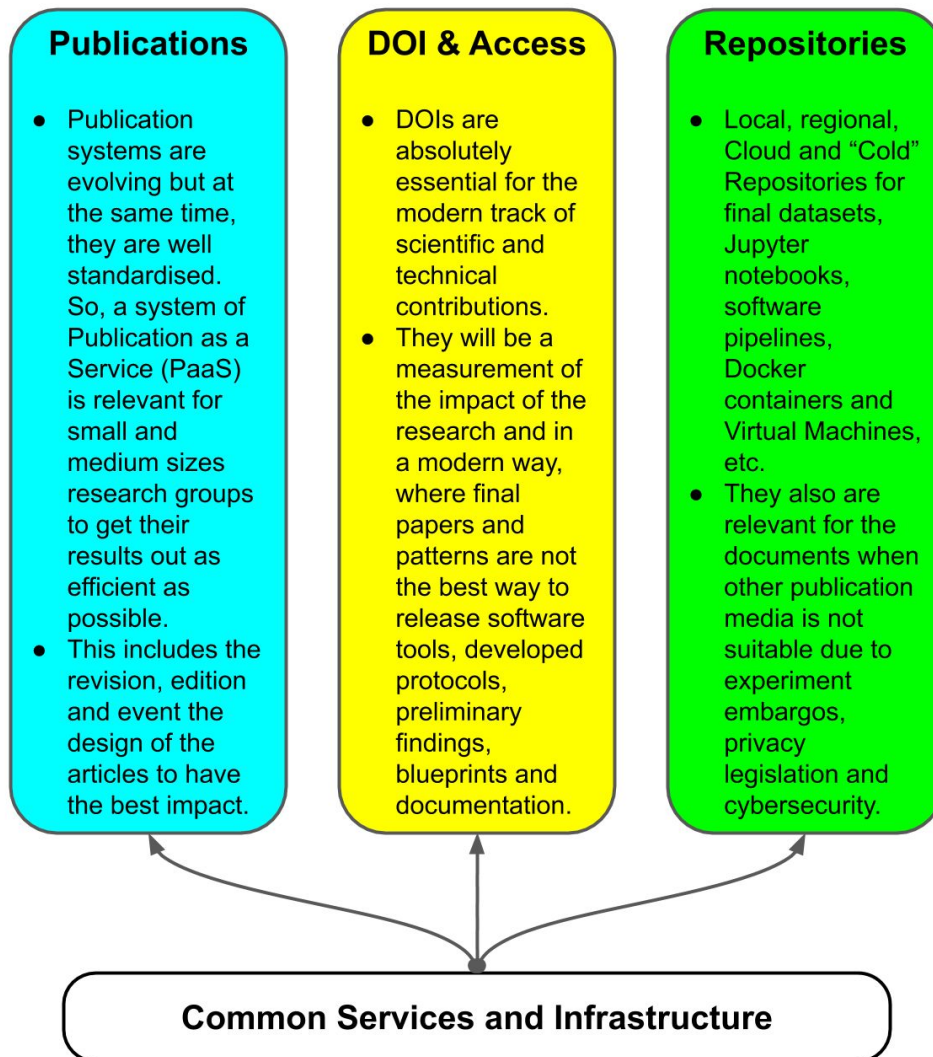 Publications
● Publication
systems are
evolving but at
the same time,
they are well
standardised.
So, a system of
Publication as a
Service (PaaS)
is relevant for
small and
medium sizes
research groups
to get their
results out as
efficient as
possible.
● This includes the
revision, edition
and event the
design of the
articles to have
the best impact.
DOI & Access
● DOIs are
absolutely
essential for the
modern track of
scientific and
technical
contributions.
● They will be a
measurement of
the impact of the
research and in
a modern way,
where final
papers and
patterns are not
the best way to
release software
tools, developed
protocols,
preliminary
findings,
blueprints and
documentation.
Repositories
● Local, regional,
Cloud and “Cold”
Repositories for
final datasets,
Jupyter
notebooks,
software
pipelines,
Docker
containers and
Virtual Machines,
etc.
● They also are
relevant for the
documents when
other publication
media is not
suitable due to
experiment
embargos,
privacy
legislation and
cybersecurity.
Common Services and Infrastructure